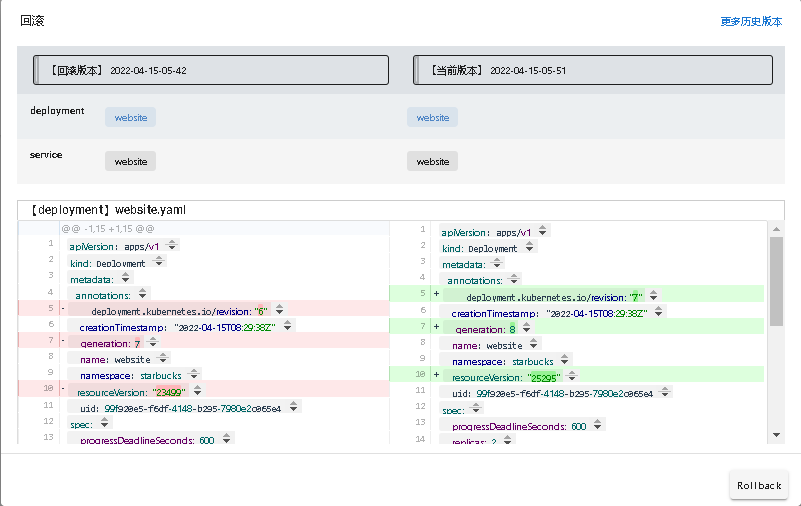 回滚
更多历史版本
【回滚版本】 2022-04-15-05-42
【当前版本】 2022-04-15-05-51
deployment website website
service website website
【deployment】website.yaml
@@ -1,15 +1,15 @@
1 apiVersion: apps/v1
2 kind: Deployment
3 metadata:
4 annotations:
5 - deployment.kubernetes.io/revision: "6"
6 creationTimestamp: "2022-04-15T08:29:38Z"
7 - generation: 7
8 name: website
9 namespace: starbucks
10 - resourceVersion: "23499"
11 uid: 99f920e5-f6df-4148-b295-7980e2c065e4
12 spec:
13 progressDeadlineSeconds: 600
1 apiVersion: apps/v1
2 kind: Deployment
3 metadata:
4 annotations:
5 + deployment.kubernetes.io/revision: "7"
6 creationTimestamp: "2022-04-15T08:29:38Z"
7 + generation: 8
8 name: website
9 namespace: starbucks
10 + resourceVersion: "25295"
11 uid: 99f920e5-f6df-4148-b295-7980e2c065e4
12 spec:
13 progressDeadlineSeconds: 600
14 replicas: 2
Rollback